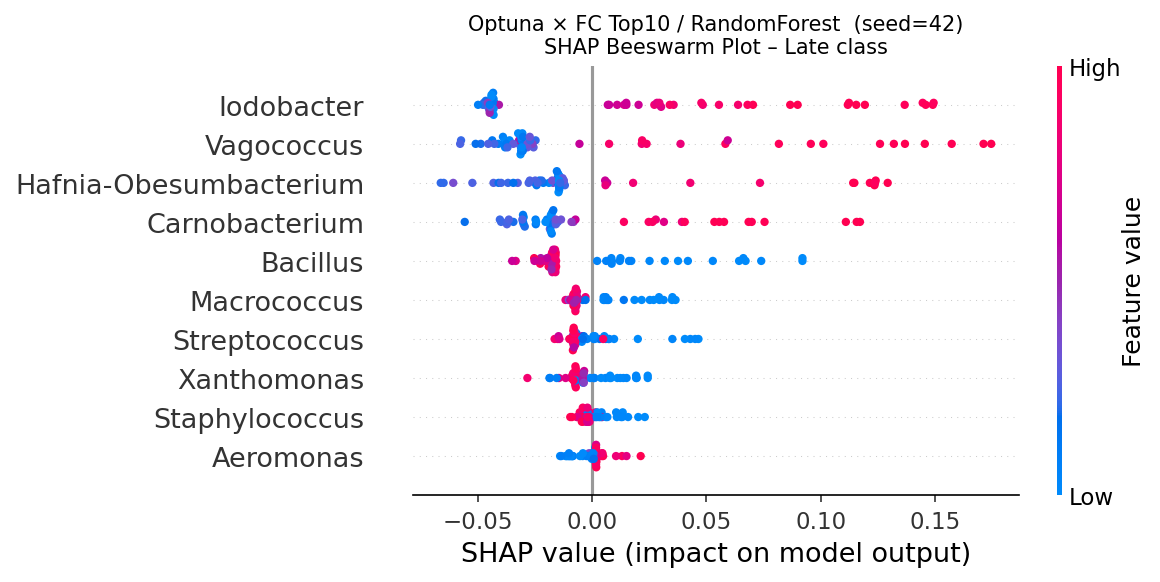 Optuna × FC Top10 / RandomForest  (seed=42)
SHAP Beeswarm Plot – Late class
High
Iodobacter
Vagococcus
Hafnia-Obesumbacterium
Carnobacterium
Bacillus
Macrococcus
Streptococcus
Xanthomonas
Staphylococcus
Aeromonas
Feature value
Low
−0.05 0.00 0.05 0.10 0.15
SHAP value (impact on model output)